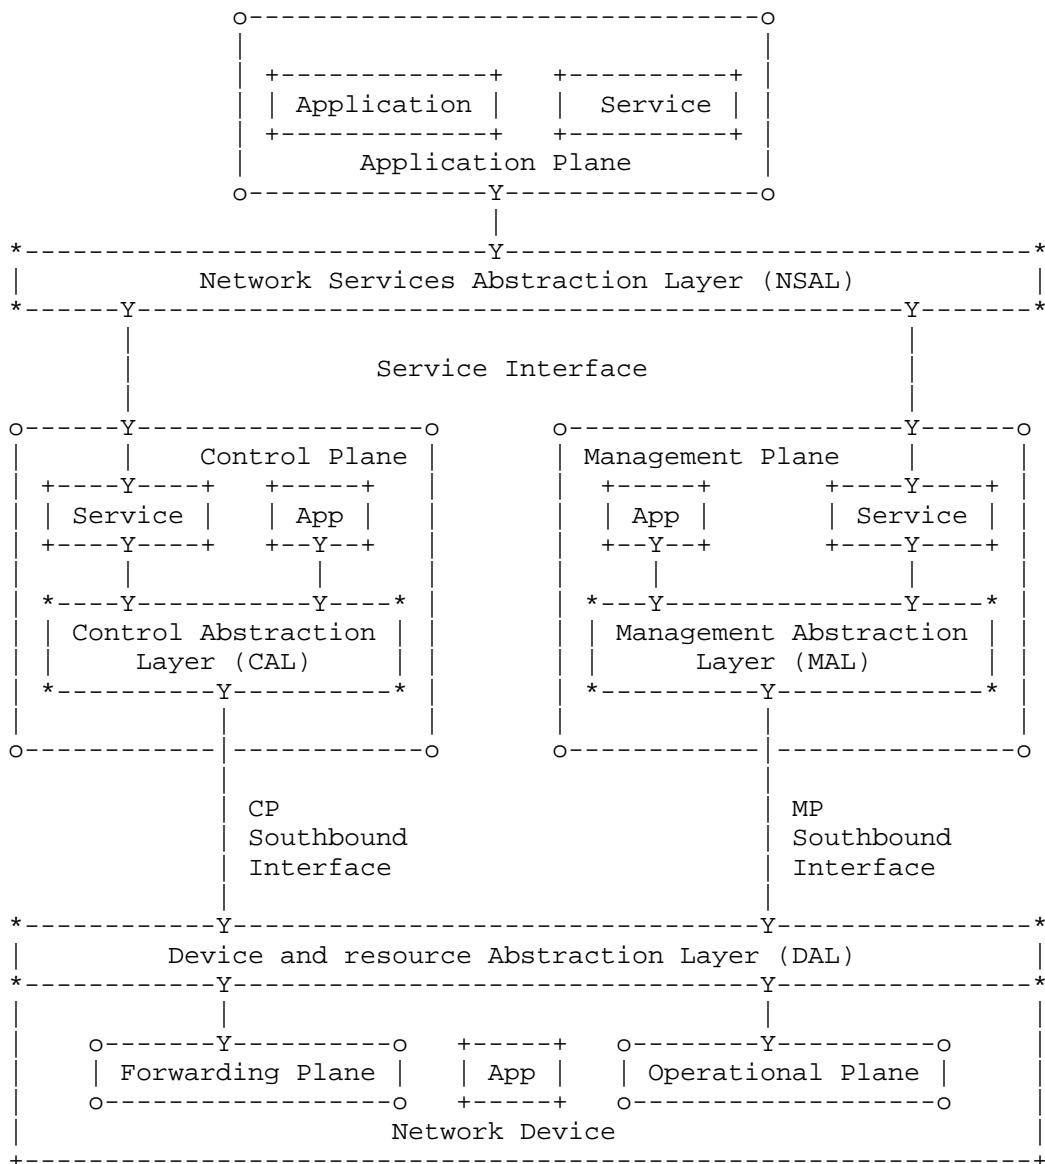 Application Service
Application Plane
Network Services Abstraction Layer (NSAL)
Service Interface
Control Plane Management Plane
Service App App Service
Control Abstraction Management Abstraction
Layer (CAL) Layer (MAL)
CP MP
Southbound Southbound
Interface Interface
Device and resource Abstraction Layer (DAL)
Forwarding Plane App Operational Plane
Network Device